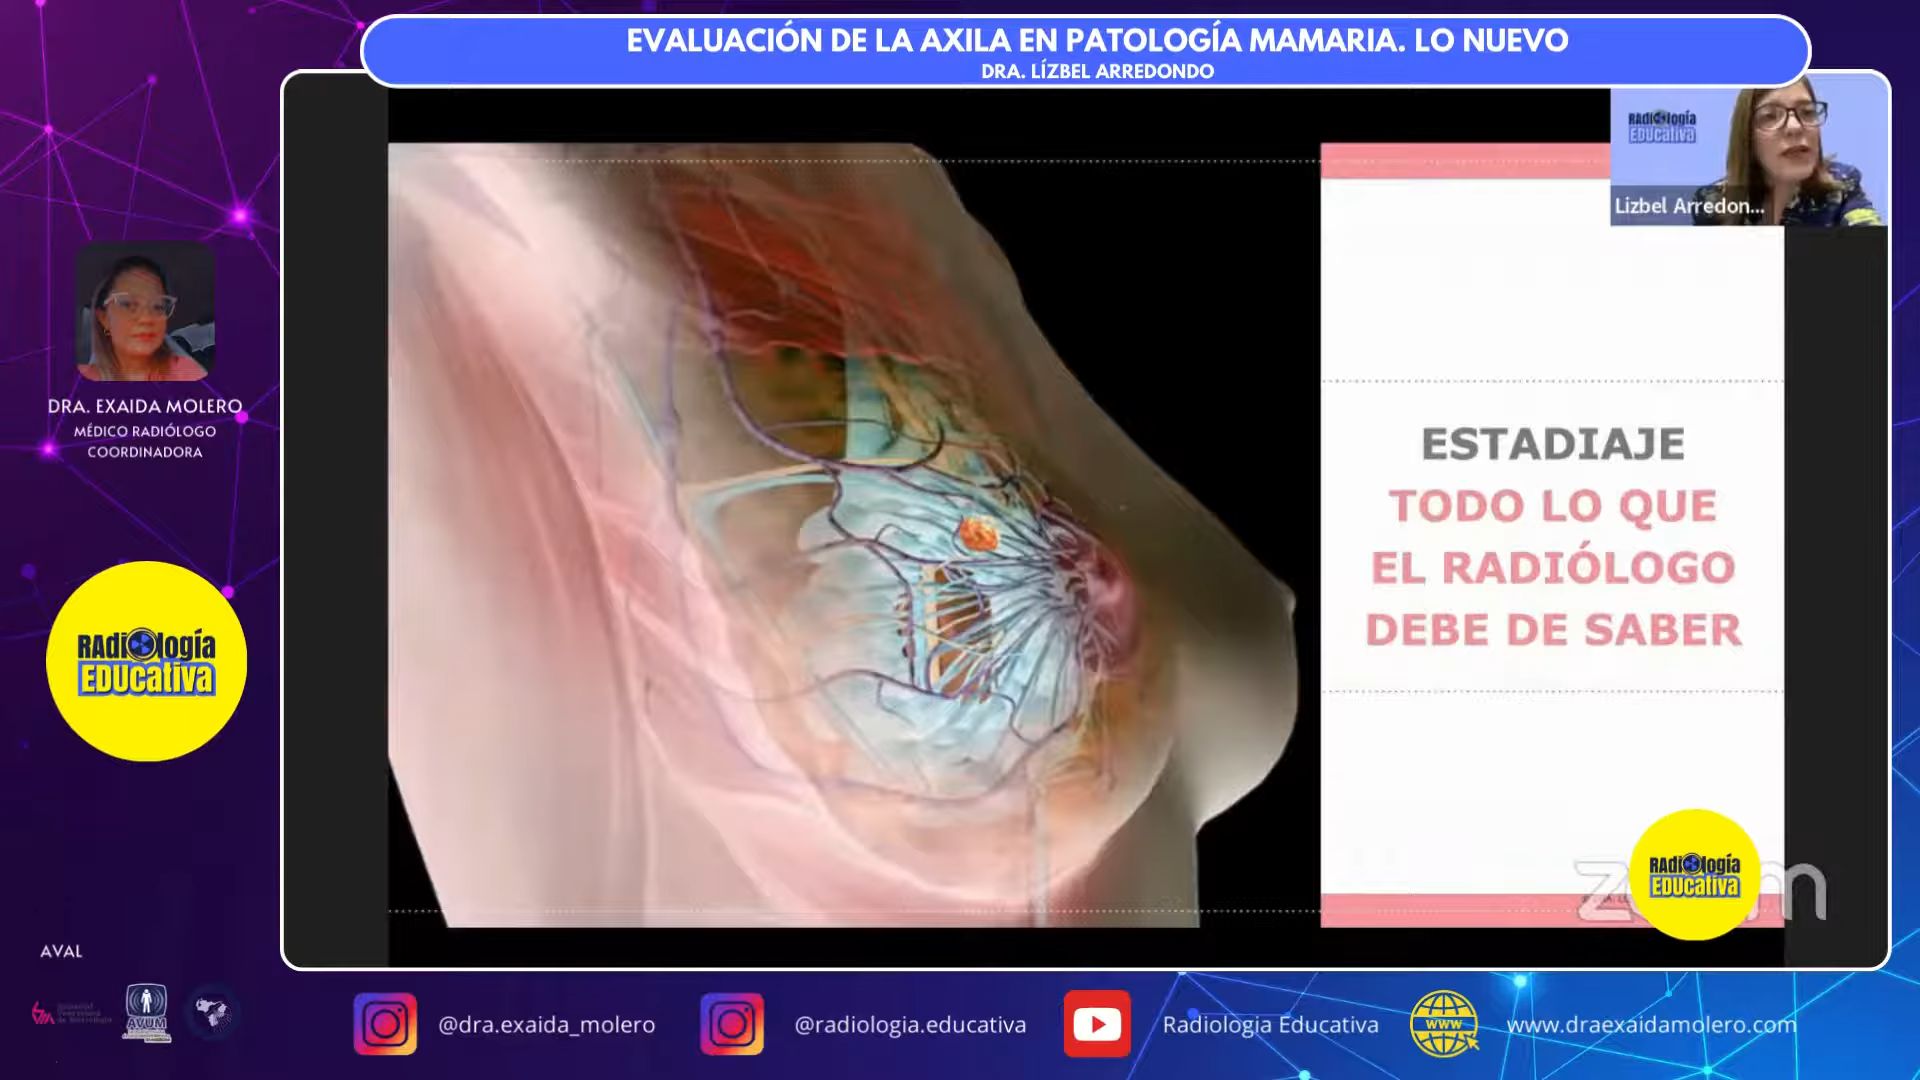 EVALUACIÓN DE LA AXILA EN PATOLOGÍA MAMARIA. LO NUEVO
DRA. LÍZBEL ARREDONDO
RAdiología
EDUcativa
Lizbel Arredon...
DRA. EXAIDA MOLERO
MÉDICO RADIÓLOGO
COORDINADORA
RAdiología
EDUcativa
ESTADIAJE
TODO LO QUE
EL RADIÓLOGO
DEBE DE SABER
RAdiología
EDUcativa
AVAL
AVUM
@dra.exaida_molero
@radiologia.educativa
Radiologia Educativa
WWW
www.draexaidamolero.com